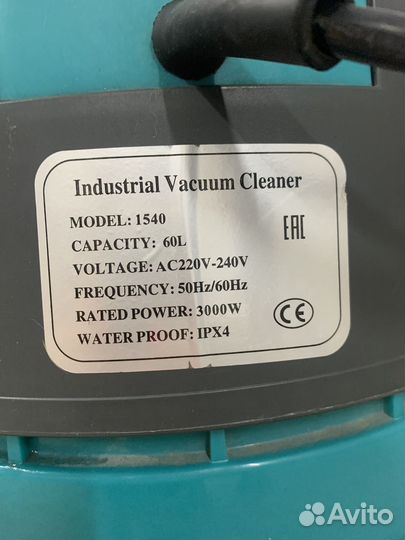 Industrial Vacuum Cleaner
MODEL: 1540
CAPACITY: 60L
VOLTAGE: AC220V-240V
FREQUENCY: 50Hz/60Hz
RATED POWER: 3000W
WATER PROOF: IPX4
EAC
CE
Avito